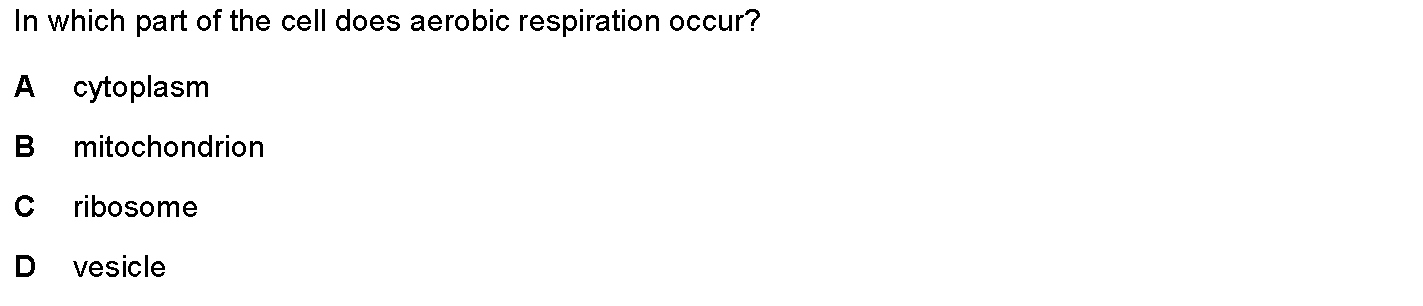 In which part of the cell does aerobic respiration occur?
A cytoplasm
B mitochondrion
C ribosome
D vesicle